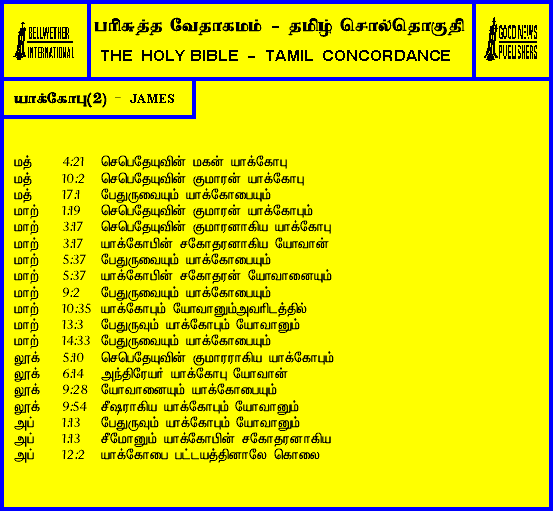 BELLWETHER
INTERNATIONAL
பரிசுத்த வேதாகமம் - தமிழ் சொல்தொகுதி
THE HOLY BIBLE - TAMIL CONCORDANCE
GOOD NEWS
PUBLISHERS
யாக்கோபு(2) - JAMES
மத் 4:21 செபெதேயுவின் மகன் யாக்கோபு
மத் 10:2 செபெதேயுவின் குமாரன் யாக்கோபு
மத் 17:1 பேதுருவையும் யாக்கோபையும்
மாற் 1:19 செபெதேயுவின் குமாரன் யாக்கோபும்
மாற் 3:17 செபெதேயுவின் குமாரனாகிய யாக்கோபு
மாற் 3:17 யாக்கோபின் சகோதரனாகிய யோவான்
மாற் 5:37 பேதுருவையும் யாக்கோபையும்
மாற் 5:37 யாக்கோபின் சகோதரன் யோவானையும்
மாற் 9:2 பேதுருவையும் யாக்கோபையும்
மாற் 10:35 யாக்கோபும் யோவானும்அவரிடத்தில்
மாற் 13:3 பேதுருவும் யாக்கோபும் யோவானும்
மாற் 14:33 பேதுருவையும் யாக்கோபையும்
லூக் 5:10 செபெதேயுவின் குமாரராகிய யாக்கோபும்
லூக் 6:14 அந்திரேயா யாக்கோபு யோவான்
லூக் 9:28 யோவானையும் யாக்கோபையும்
லூக் 9:54 சீஷராகிய யாக்கோபும் யோவானும்
அப் 1:13 பேதுருவும் யாக்கோபும் யோவானும்
அப் 1:13 சீமோனும் யாக்கோபின் சகோதரனாகிய
அப் 12:2 யாக்கோபை பட்டயத்தினாலே கொலை